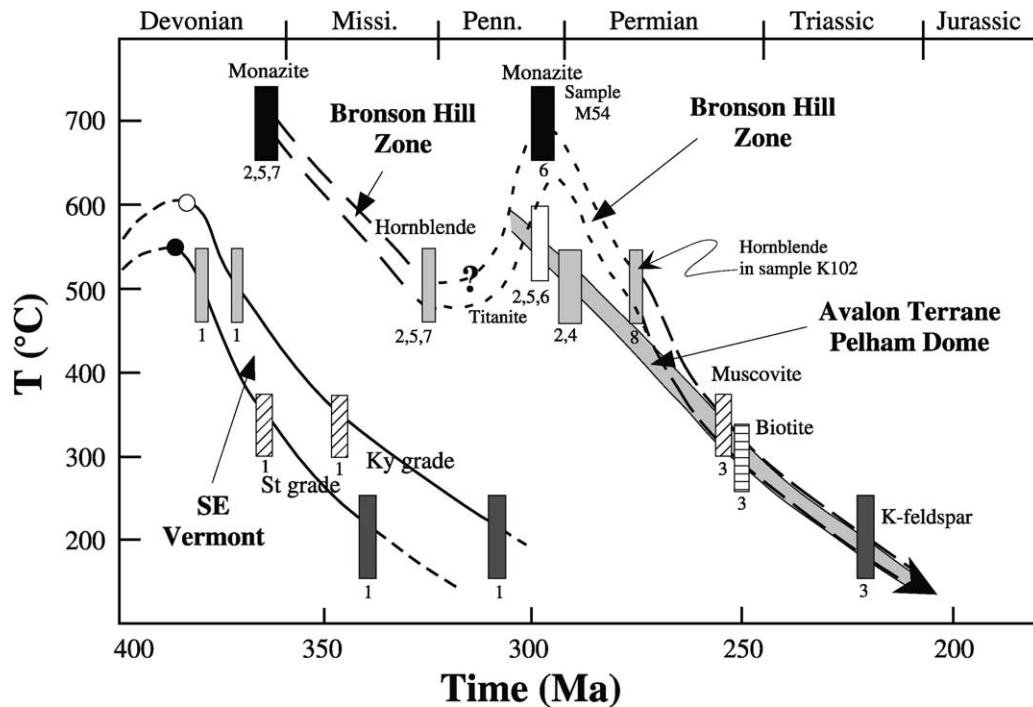 Devonian Missi. Penn. Permian Triassic Jurassic
Monazite
Monazite
Sample
M54
Bronson Hill
Zone
Bronson Hill
Zone
700
2,5,7
6
600
Hornblende
Hornblende
in sample K102
?
500
Titanite
1 1 2,5,7 2,5,6 2,4 8
Avalon Terrane
Pelham Dome
T (°C)
400
Muscovite
Biotite
300
1 1 3
St grade Ky grade
3
SE
Vermont
K-feldspar
200
1 1 3
400 350 300 250 200
Time (Ma)